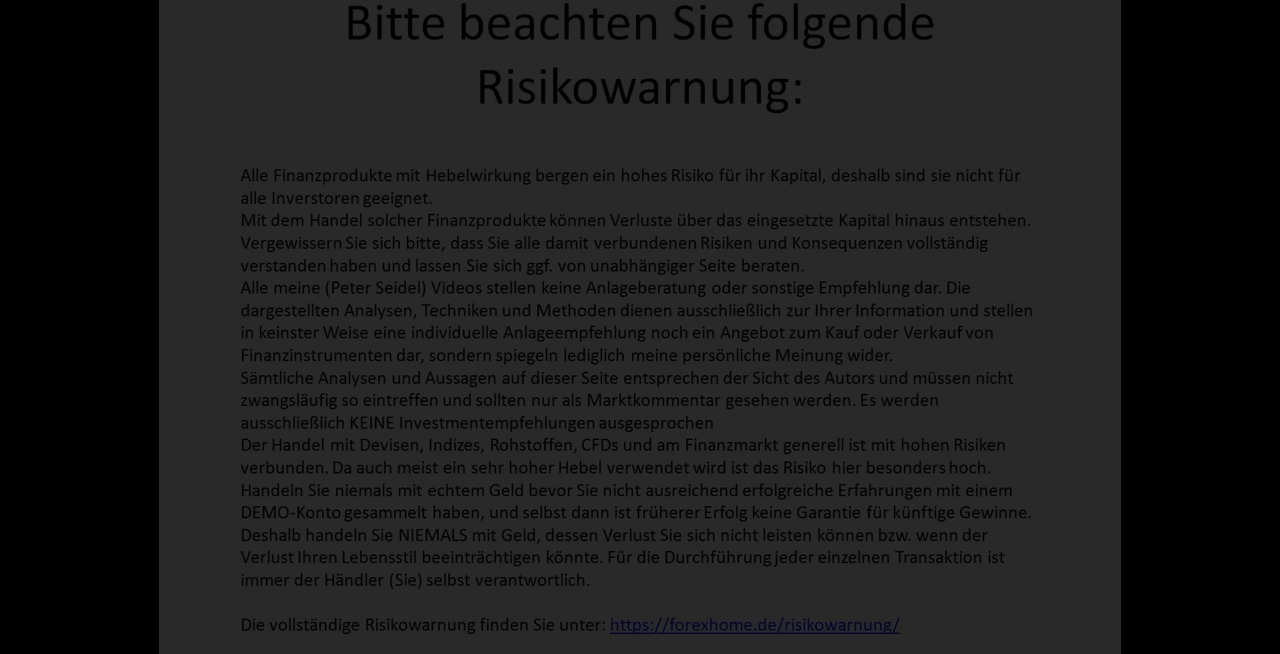 Bitte beachten Sie folgende
Risikowarnung:
Alle Finanzprodukte mit Hebelwirkung bergen ein hohes Risiko für ihr Kapital, deshalb sind sie nicht für
alle Inverstoren geeignet.
Mit dem Handel solcher Finanzprodukte können Verluste über das eingesetzte Kapital hinaus entstehen.
Vergewissern Sie sich bitte, dass Sie alle damit verbundenen Risiken und Konsequenzen vollständig
verstanden haben und lassen Sie sich ggf. von unabhängiger Seite beraten.
Alle meine (Peter Seidel) Videos stellen keine Anlageberatung oder sonstige Empfehlung dar. Die
dargestellten Analysen, Techniken und Methoden dienen ausschließlich zur Ihrer Information und stellen
in keinster Weise eine individuelle Anlageempfehlung noch ein Angebot zum Kauf oder Verkauf von
Finanzinstrumenten dar, sondern spiegeln lediglich meine persönliche Meinung wider.
Sämtliche Analysen und Aussagen auf dieser Seite entsprechen der Sicht des Autors und müssen nicht
zwangsläufig so eintreffen und sollten nur als Marktkommentar gesehen werden. Es werden
ausschließlich KEINE Investmentempfehlungen ausgesprochen
Der Handel mit Devisen, Indizes, Rohstoffen, CFDs und am Finanzmarkt generell ist mit hohen Risiken
verbunden. Da auch meist ein sehr hoher Hebel verwendet wird ist das Risiko hier besonders hoch.
Handeln Sie niemals mit echtem Geld bevor Sie nicht ausreichend erfolgreiche Erfahrungen mit einem
DEMO-Konto gesammelt haben, und selbst dann ist früherer Erfolg keine Garantie für künftige Gewinne.
Deshalb handeln Sie NIEMALS mit Geld, dessen Verlust Sie sich nicht leisten können bzw. wenn der
Verlust Ihren Lebensstil beeinträchtigen könnte. Für die Durchführung jeder einzelnen Transaktion ist
immer der Händler (Sie) selbst verantwortlich.
Die vollständige Risikowarnung finden Sie unter: https://forexhome.de/risikowarnung/